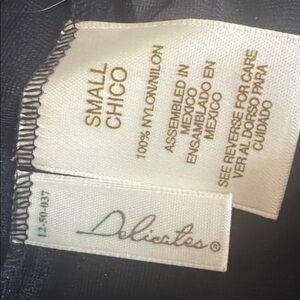 SMALL
CHICO
100% NYLON/NILON
ASSEMBLED IN
MEXICO
ENSAMBLADO EN
MEXICO
SEE REVERSE FOR CARE
VER AL DORSO PARA
CUIDADO
12-50-037
Delicates®